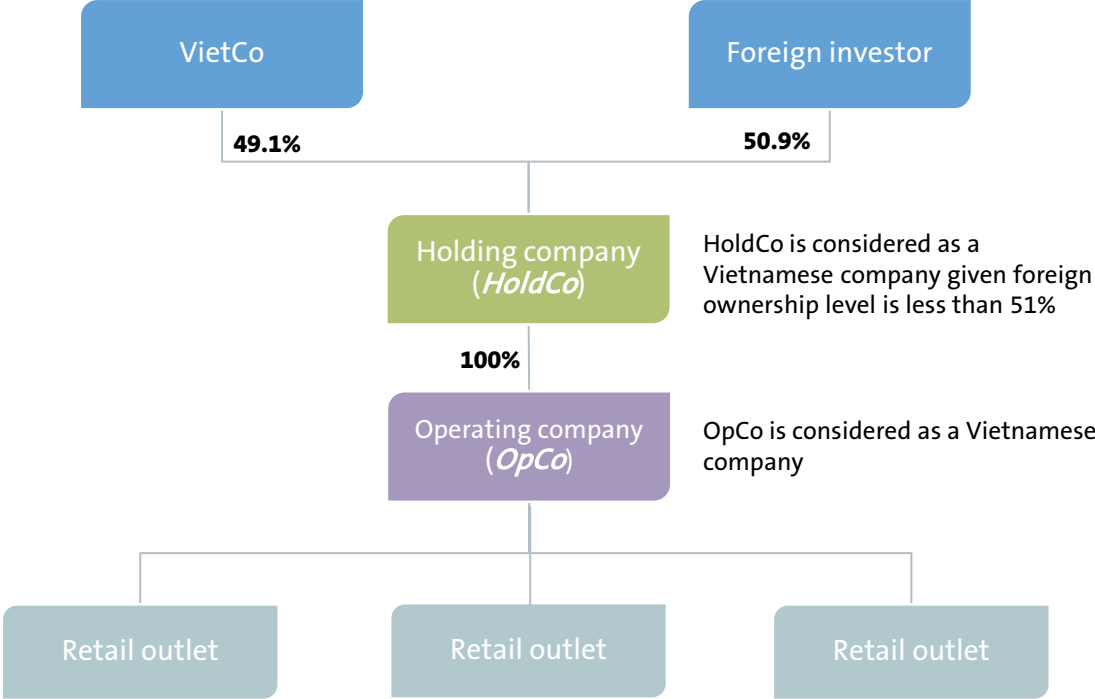 VietCo
Foreign investor
49.1%
50.9%
Holding company
(HoldCo)
HoldCo is considered as a
Vietnamese company given foreign
ownership level is less than 51%
100%
Operating company
(OpCo)
OpCo is considered as a Vietnamese
company
Retail outlet
Retail outlet
Retail outlet